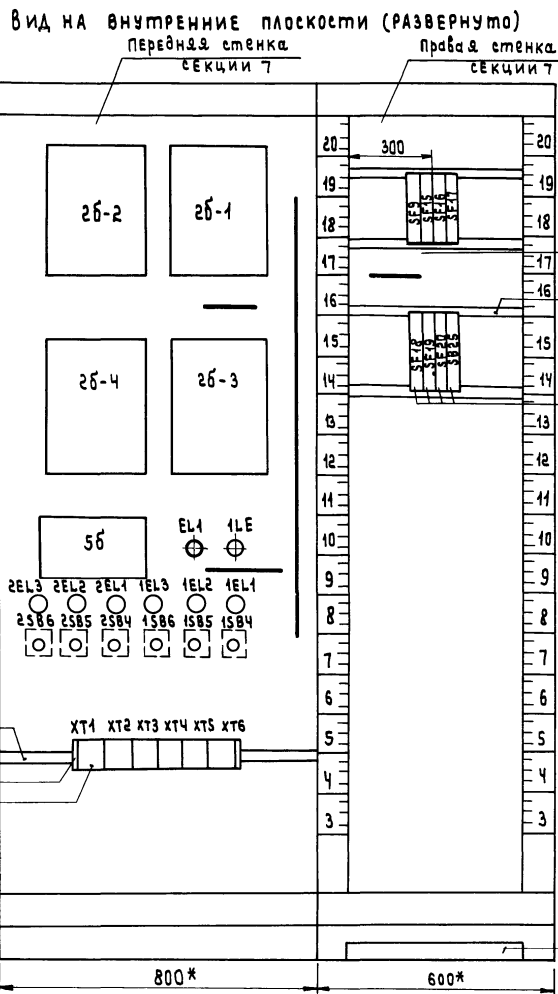 Вид на внутренние плоскости (развернуто)
Передняя стенка
секции 7
Правая стенка
секции 7
20 300 20
19 19
SF9 SF15 SF16 SF17
18 18
2б-2 2б-1
17 17
16 16
15 15
SF18 SF19 SF20 SB25
2б-4 2б-3
14 14
13 13
12 12
11 11
5б EL1 1LE
10 10
9 9
2EL3 2EL2 2EL1 1EL3 1EL2 1EL1
2SB6 2SB5 2SB4 1SB6 1SB5 1SB4
8 8
7 7
6 6
XT1 XT2 XT3 XT4 XT5 XT6
5 5
4 4
3 3
800* 600*